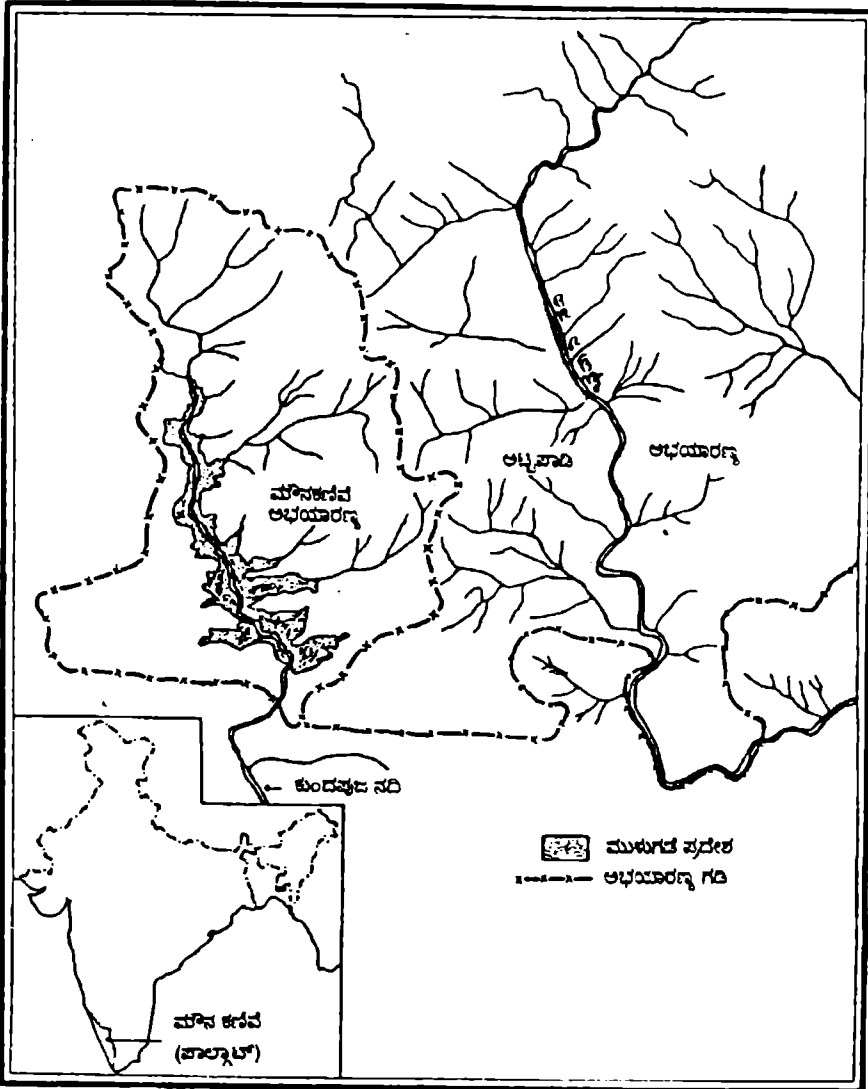 ಅಟ್ಟಪಾಡಿ ಅಭಯಾರಣ್ಯ
ಮೌನಕಣಿವೆ
ಅಭಯಾರಣ್ಯ
ಕುಂದಪುಜ ನದಿ
ಮುಳುಗಡೆ ಪ್ರದೇಶ
ಅಭಯಾರಣ್ಯ ಗಡಿ
ಮೌನ ಕಣಿವೆ
(ಪಾಲ್ಘಾಟ್)